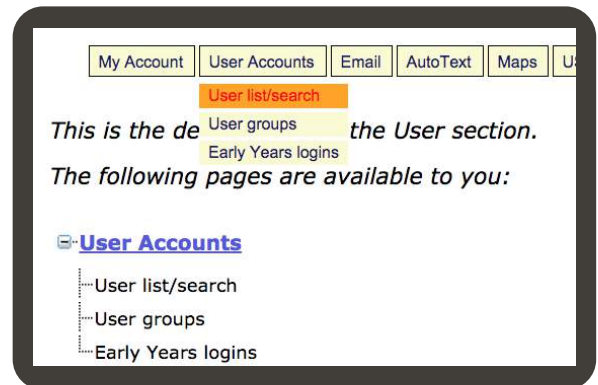 My Account User Accounts Email AutoText Maps
User list/search
User groups
Early Years logins
This is the de the User section.
The following pages are available to you:
User Accounts
User list/search
User groups
Early Years logins